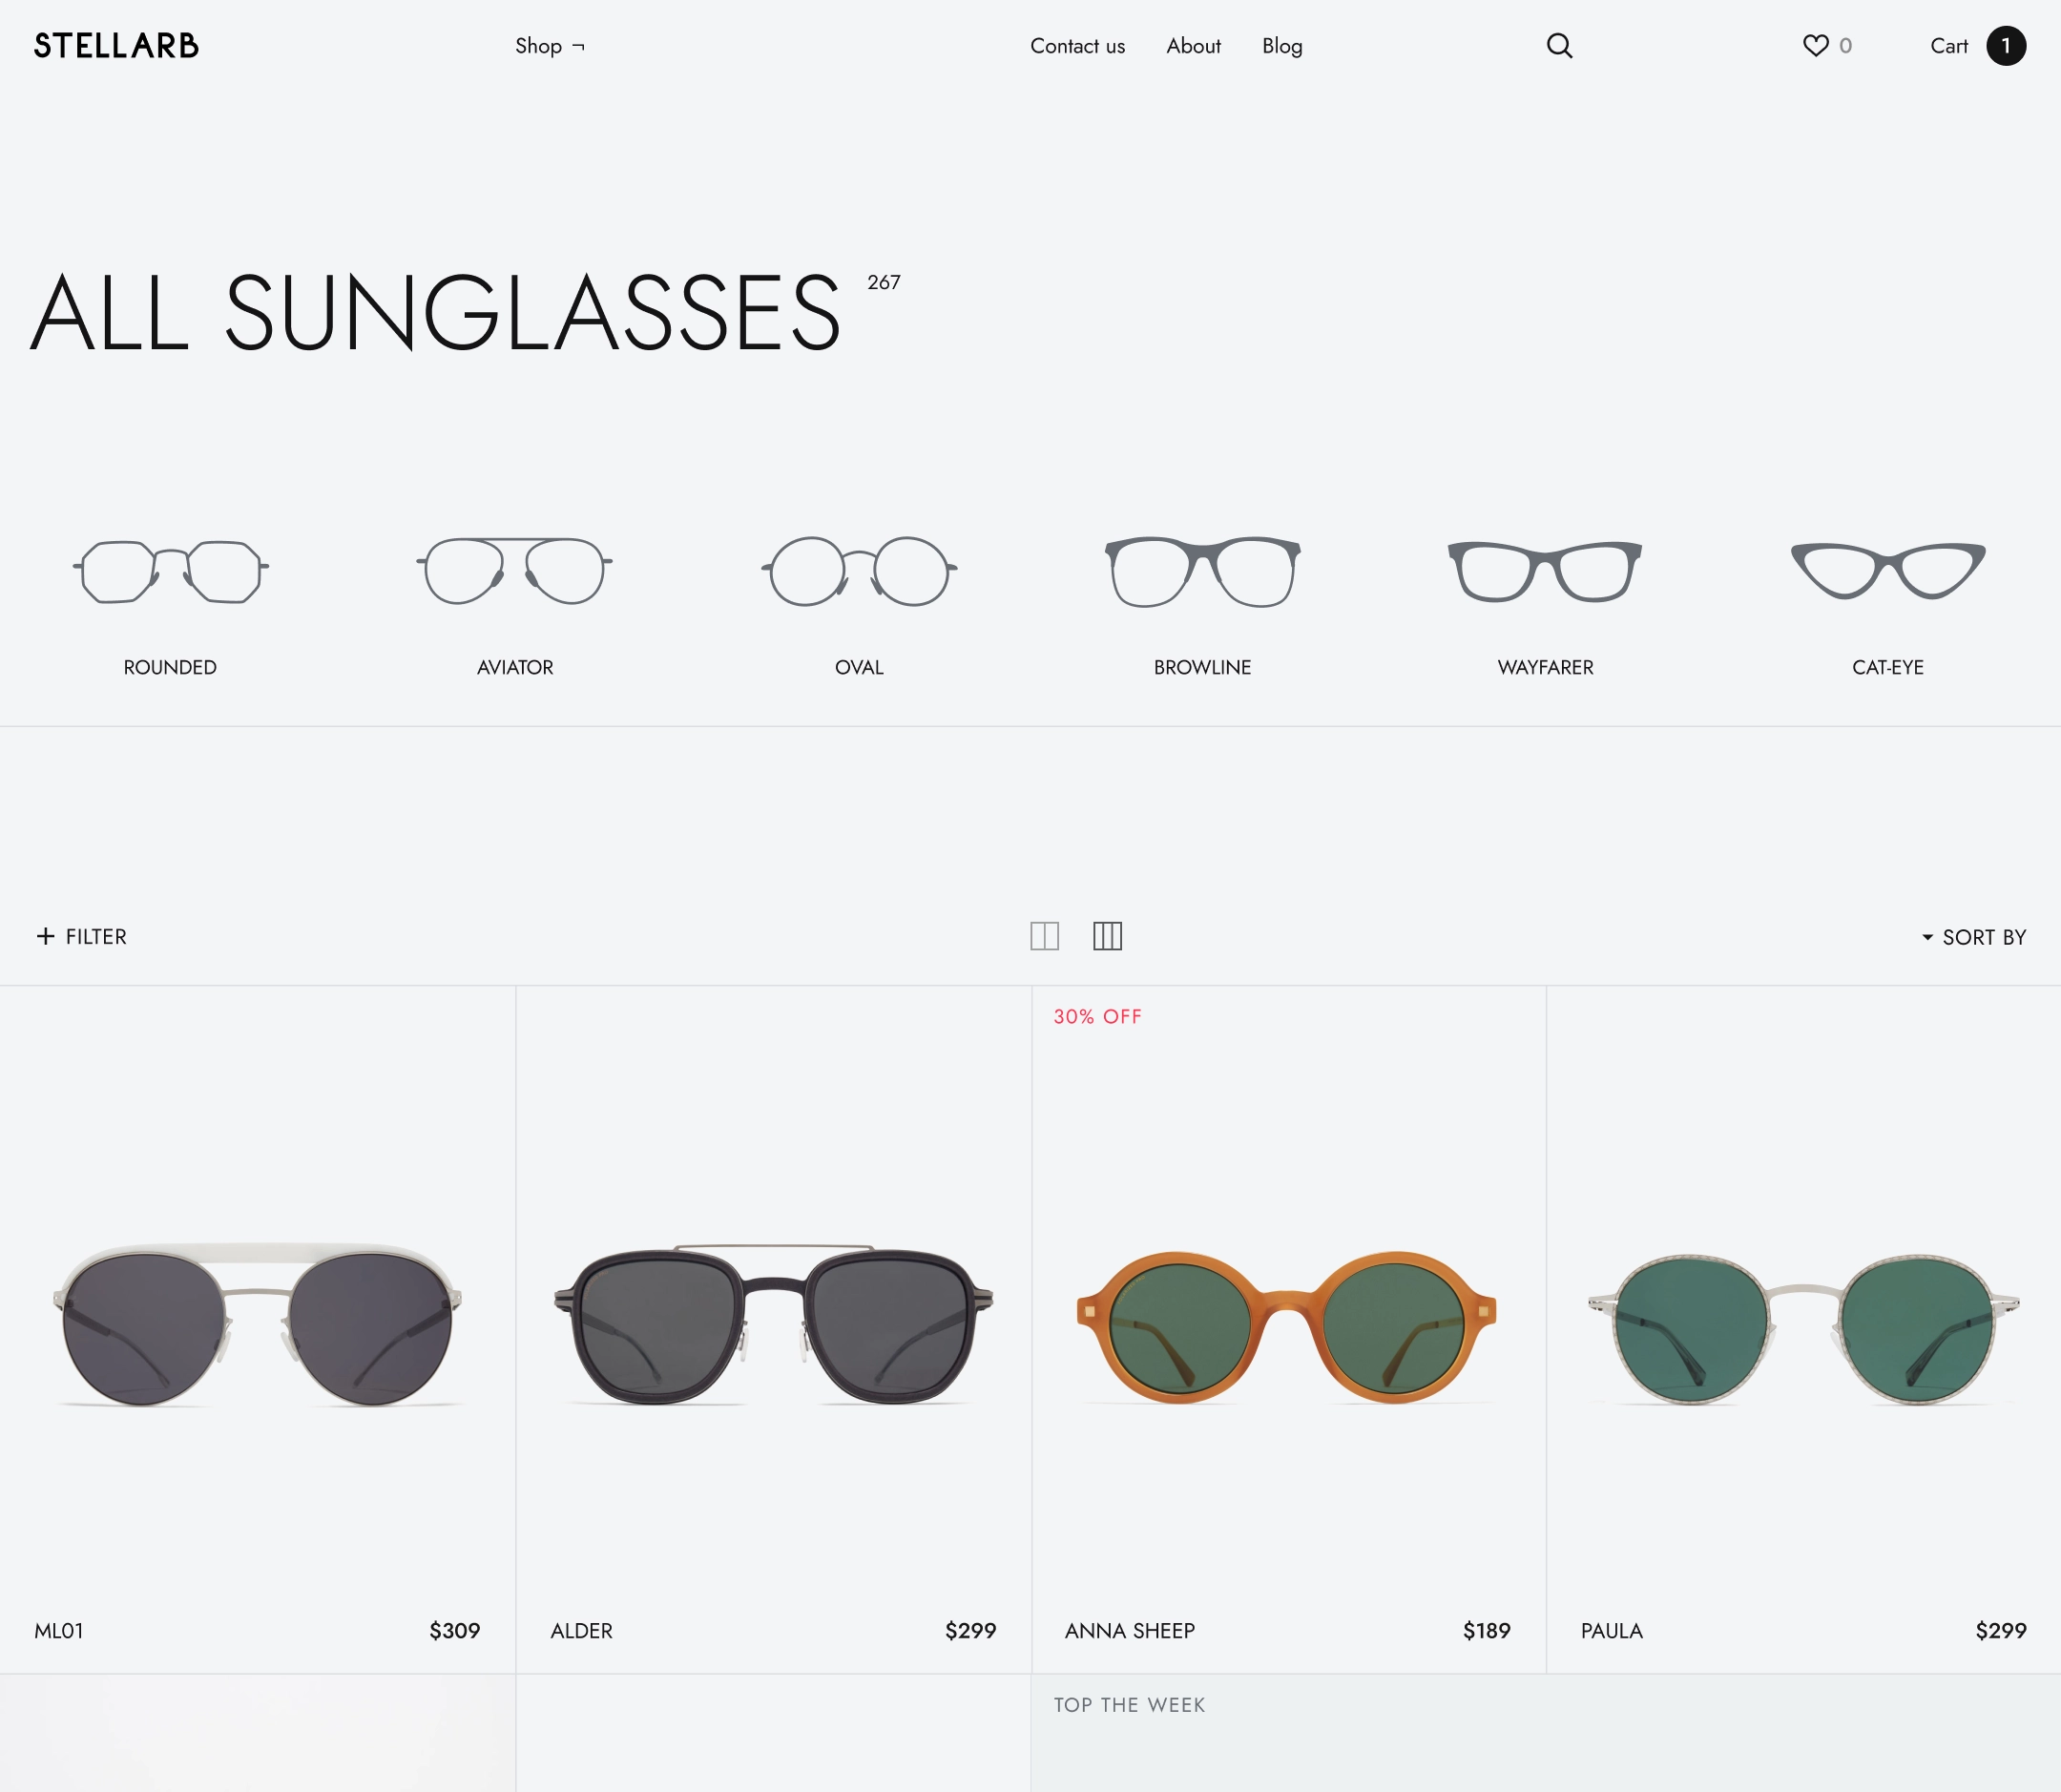 STELLARB
Shop ¬
Contact us
About
Blog
0
Cart
1
ALL SUNGLASSES 267
ROUNDED
AVIATOR
OVAL
BROWLINE
WAYFARER
CAT-EYE
+ FILTER
SORT BY
30% OFF
ML01
$309
ALDER
$299
ANNA SHEEP
$189
PAULA
$299
TOP THE WEEK